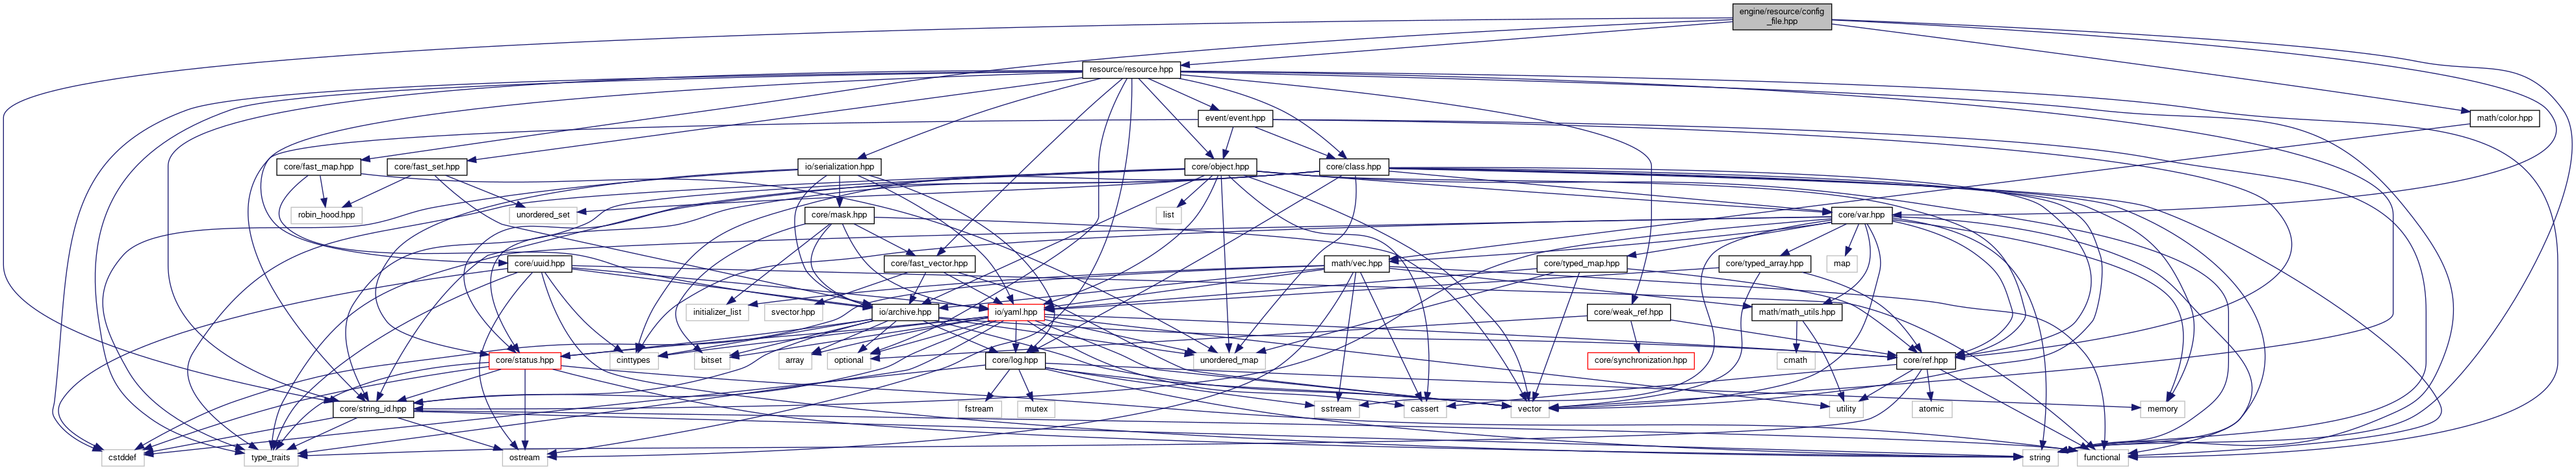 engine/resource/config
_file.hpp
resource/resource.hpp
event/event.hpp
math/color.hpp
core/fast_map.hpp
core/fast_set.hpp
io/serialization.hpp
core/object.hpp
core/class.hpp
robin_hood.hpp
unordered_set
core/mask.hpp
list
core/var.hpp
core/uuid.hpp
core/fast_vector.hpp
math/vec.hpp
core/typed_map.hpp
core/typed_array.hpp
map
initializer_list
svector.hpp
io/archive.hpp
io/yaml.hpp
core/weak_ref.hpp
math/math_utils.hpp
core/status.hpp
cinttypes
bitset
array
optional
core/log.hpp
unordered_map
core/synchronization.hpp
cmath
core/ref.hpp
core/string_id.hpp
fstream
mutex
sstream
cassert
vector
utility
atomic
memory
cstddef
type_traits
ostream
string
functional